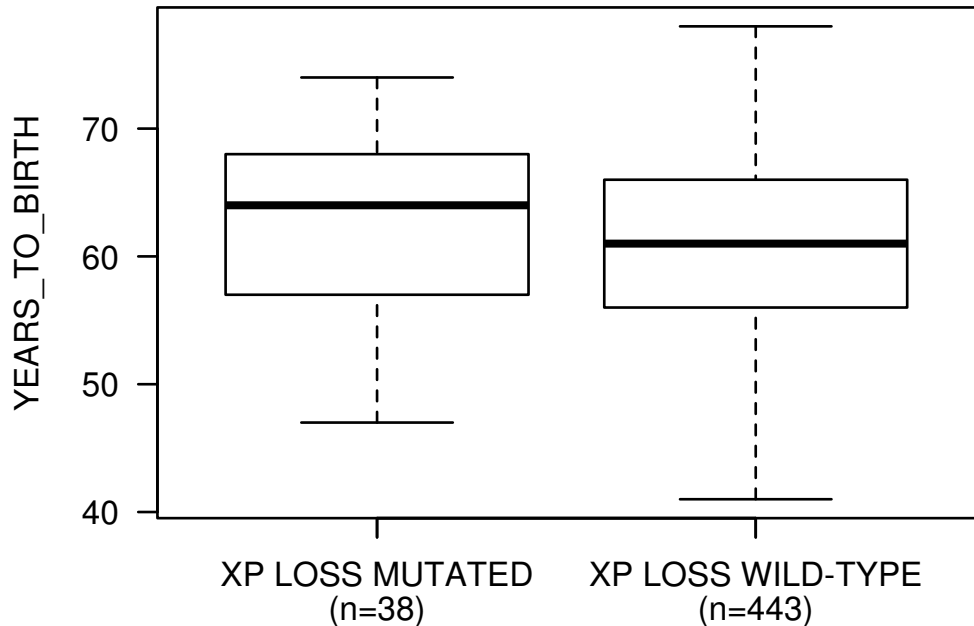 YEARS_TO_BIRTH
70
60
50
40
XP LOSS MUTATED
(n=38)
XP LOSS WILD-TYPE
(n=443)